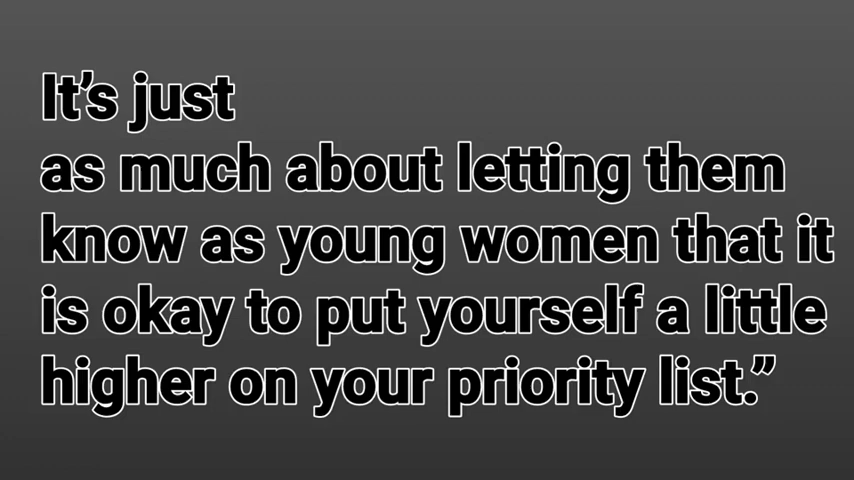 It’s just
as much about letting them
know as young women that it
is okay to put yourself a little
higher on your priority list.”